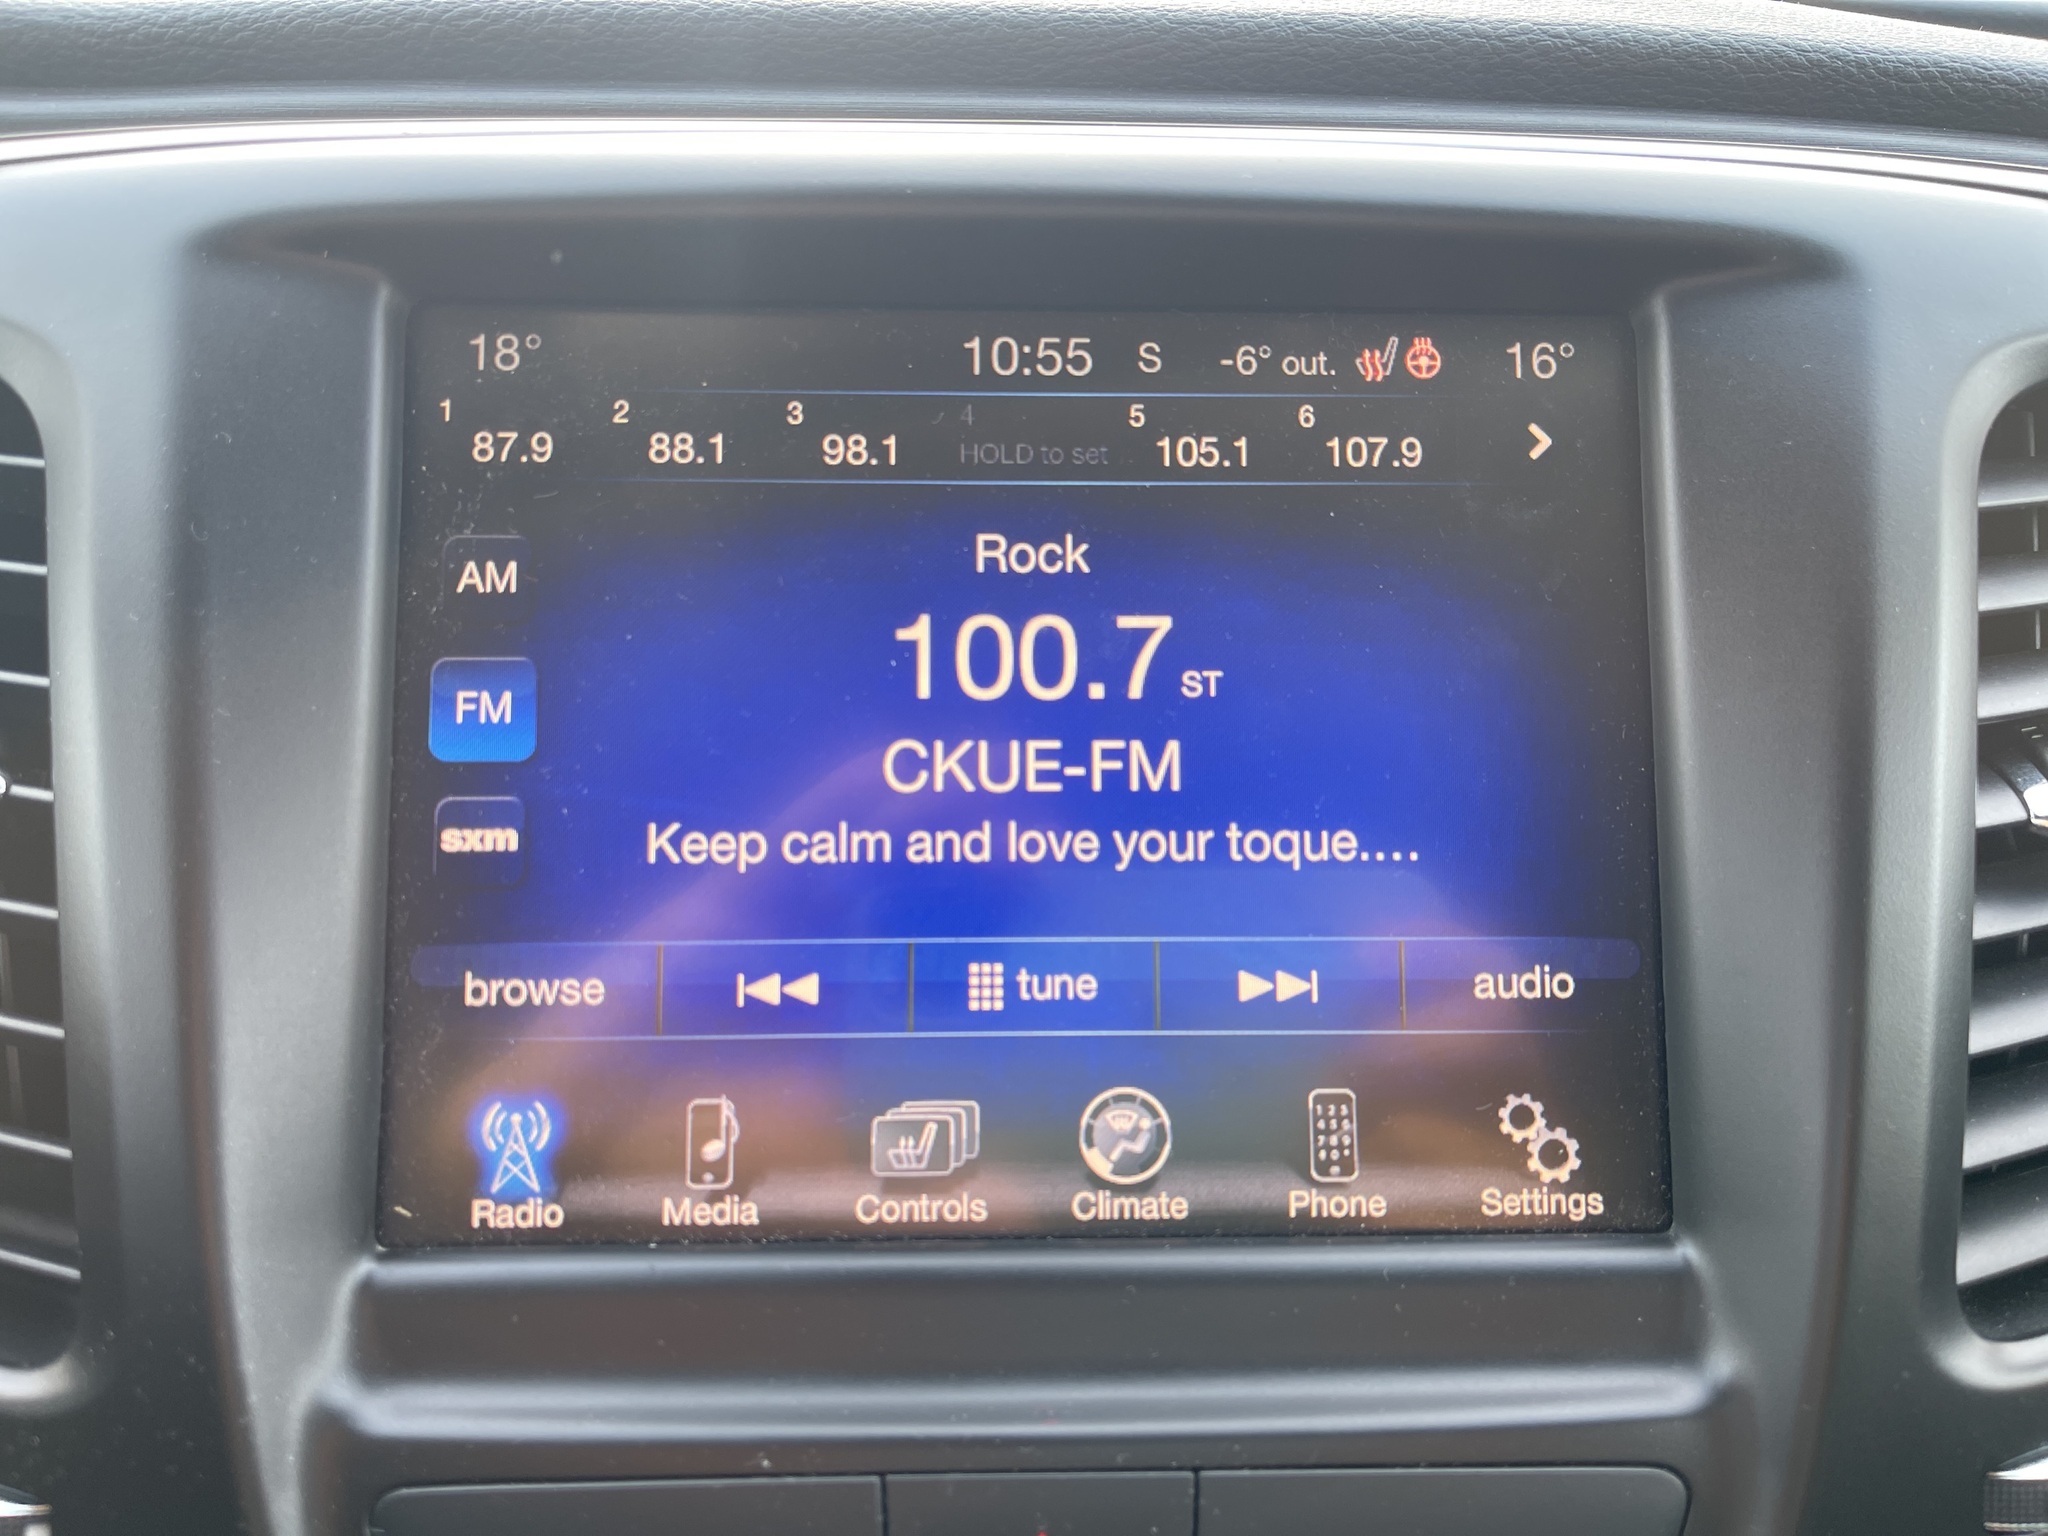 18° 10:55 S -6° out. 16°
1 2 3 4 5 6
87.9 88.1 98.1 HOLD to set 105.1 107.9
AM
Rock
100.7 ST
FM
CKUE-FM
sxm
Keep calm and love your toque....
browse tune audio
Radio Media Controls Climate Phone Settings